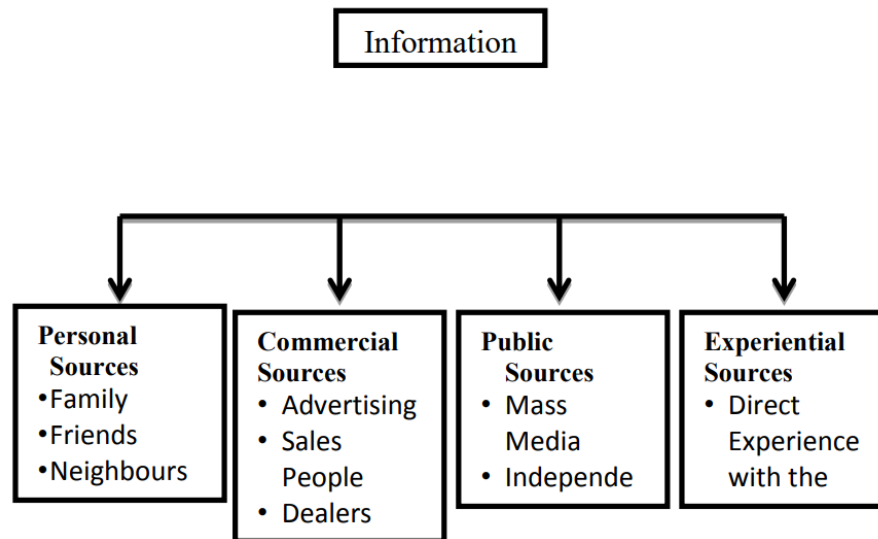 Information
Personal
Sources
•Family
•Friends
•Neighbours
Commercial
Sources
• Advertising
• Sales
People
• Dealers
Public
Sources
• Mass
Media
• Independe
Experiential
Sources
• Direct
Experience
with the